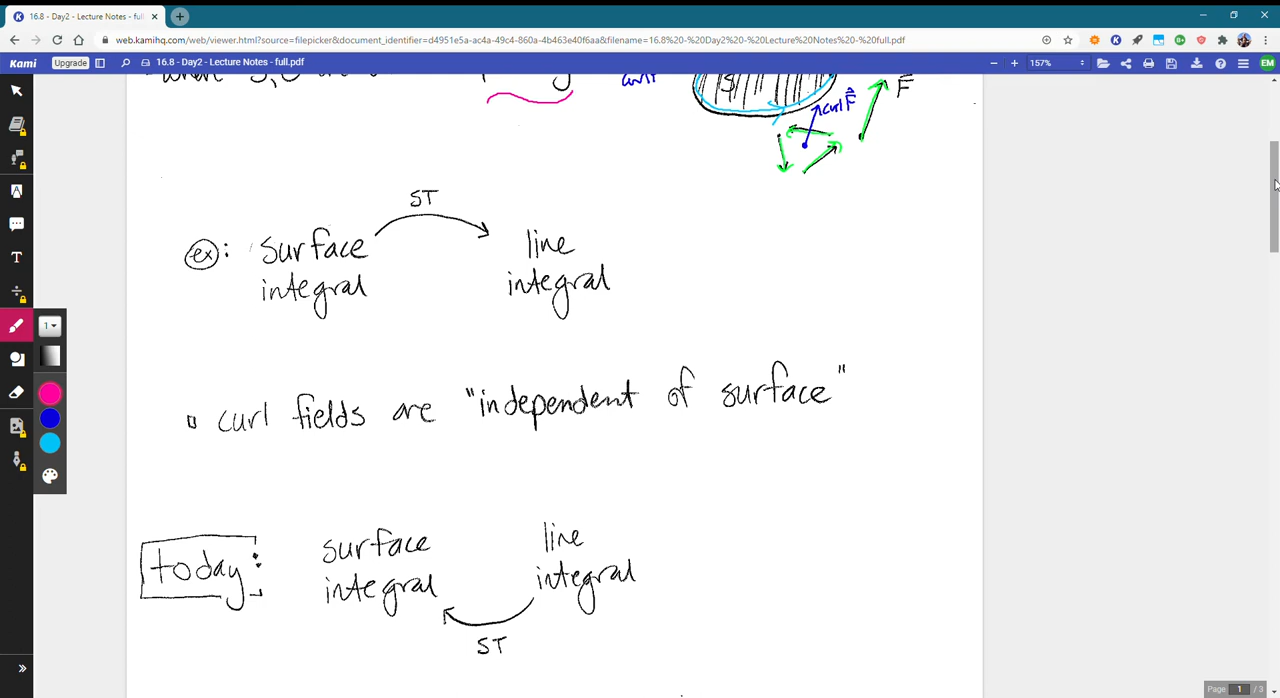 16.8 - Day2 - Lecture Notes - full
web.kamihq.com/web/viewer.html?source=filepicker&document_identifier=d4951e5a-ac4a-49c4-860a-4b463e40f6aa&filename=16.8%20-%20Day2%20-%20Lecture%20Notes%20-%20full.pdf
Kami Upgrade 16.8 - Day2 - Lecture Notes - full.pdf 157% EM
curl F F
ST
ex: surface line
integral integral
curl fields are "independent of surface"
today: surface line
integral integral
ST
Page 1 / 3